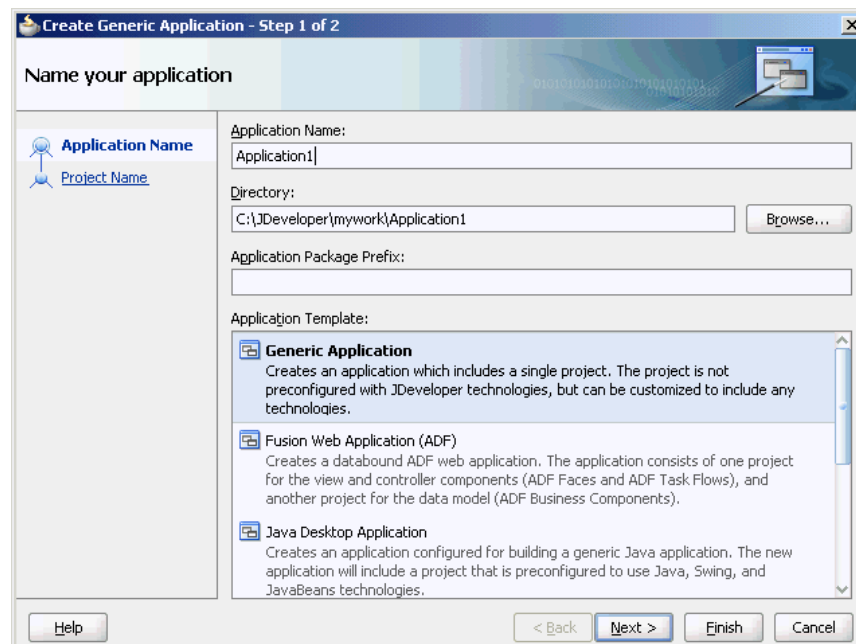 Create Generic Application - Step 1 of 2
Name your application
Application Name
Project Name
Application Name:
Application1
Directory:
C:\JDeveloper\mywork\Application1
Browse...
Application Package Prefix:
Application Template:
Generic Application
Creates an application which includes a single project. The project is not
preconfigured with JDeveloper technologies, but can be customized to include any
technologies.
Fusion Web Application (ADF)
Creates a databound ADF web application. The application consists of one project
for the view and controller components (ADF Faces and ADF Task Flows), and
another project for the data model (ADF Business Components).
Java Desktop Application
Creates an application configured for building a generic Java application. The new
application will include a project that is preconfigured to use Java, Swing, and
JavaBeans technologies.
Help
< Back
Next >
Finish
Cancel